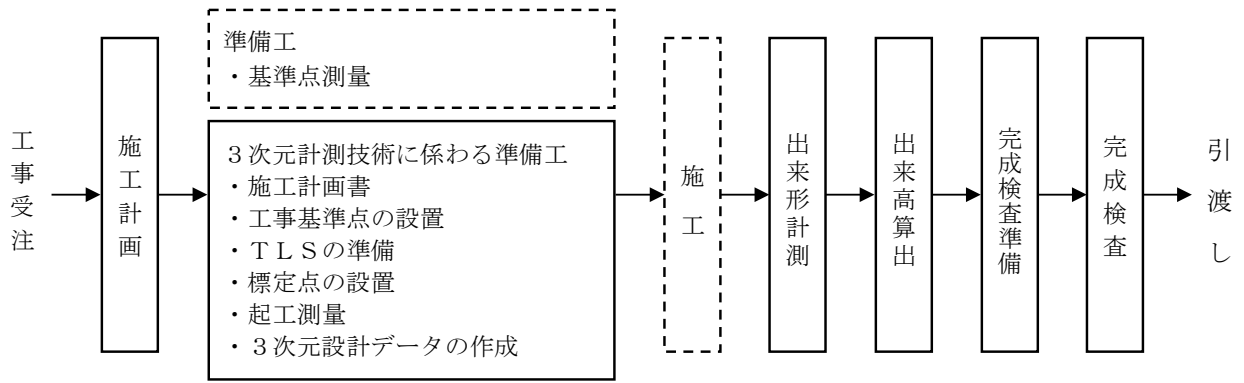 工事受注
施工計画
準備工
・基準点測量
３次元計測技術に係わる準備工
・施工計画書
・工事基準点の設置
・ＴＬＳの準備
・標定点の設置
・起工測量
・３次元設計データの作成
施工
出来形計測
出来高算出
完成検査準備
完成検査
引渡し